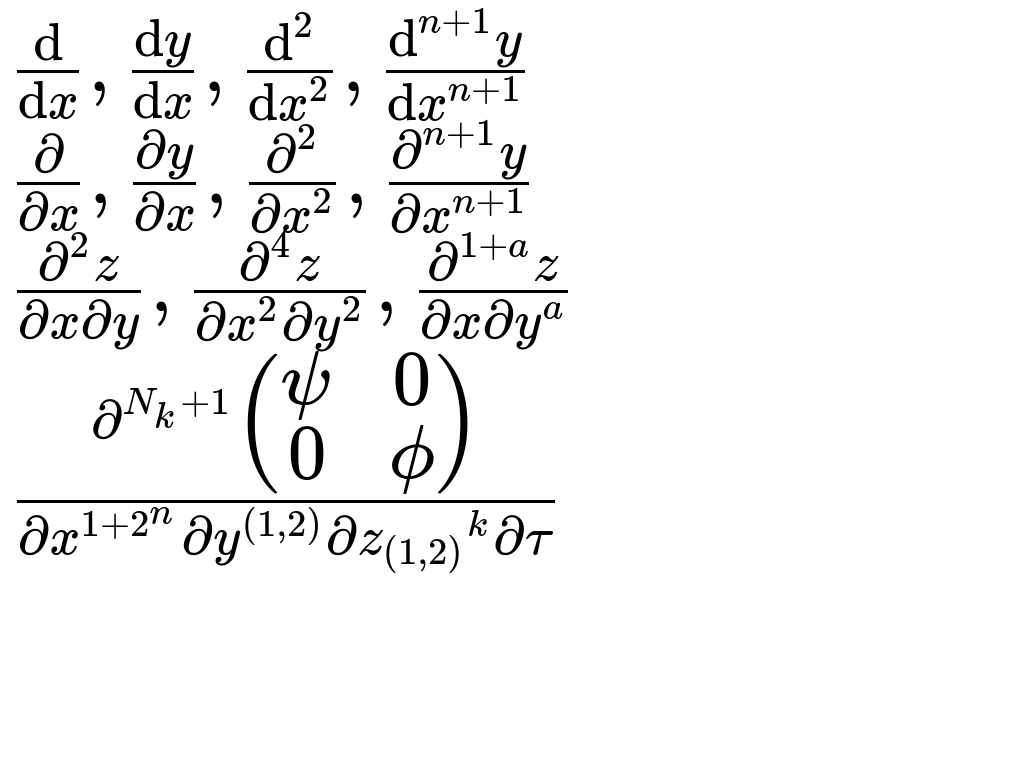 \frac{\mathrm{d}}{\mathrm{d}x}, \frac{\mathrm{d}y}{\mathrm{d}x}, \frac{\mathrm{d}^2}{\mathrm{d}x^2}, \frac{\mathrm{d}^{n+1}y}{\mathrm{d}x^{n+1}}
\frac{\partial}{\partial x}, \frac{\partial y}{\partial x}, \frac{\partial^2}{\partial x^2}, \frac{\partial^{n+1}y}{\partial x^{n+1}}
\frac{\partial^2 z}{\partial x \partial y}, \frac{\partial^4 z}{\partial x^2 \partial y^2}, \frac{\partial^{1+a} z}{\partial x \partial y^a}
\frac{\partial^{N_k+1} \begin{pmatrix} \psi & 0 \\ 0 & \phi \end{pmatrix}}{\partial x^{1+2^n} \partial y^{(1,2)} \partial {z_{(1,2)}}^k \partial \tau}